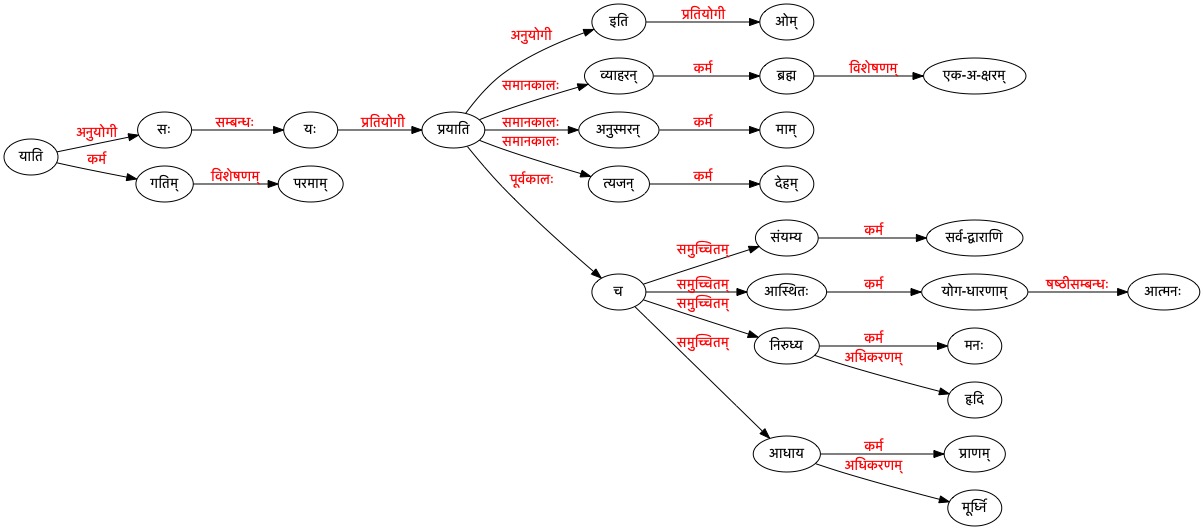 इति
प्रतियोगी
ओम्
अनुयोगी
व्याहरन्
कर्म
ब्रह्म
विशेषणम्
एक-अ-क्षरम्
समानकालः
याति
अनुयोगी
सः
सम्बन्धः
यः
प्रतियोगी
प्रयाति
समानकालः
अनुस्मरन्
कर्म
माम्
कर्म
गतिम्
विशेषणम्
परमाम्
समानकालः
त्यजन्
कर्म
देहम्
पूर्वकालः
च
समुच्चितम्
संयम्य
कर्म
सर्व-द्वाराणि
समुच्चितम्
आस्थितः
कर्म
योग-धारणाम्
षष्ठीसम्बन्धः
आत्मनः
समुच्चितम्
निरुध्य
कर्म
मनः
अधिकरणम्
हृदि
समुच्चितम्
आधाय
कर्म
प्राणम्
अधिकरणम्
मूर्ध्नि